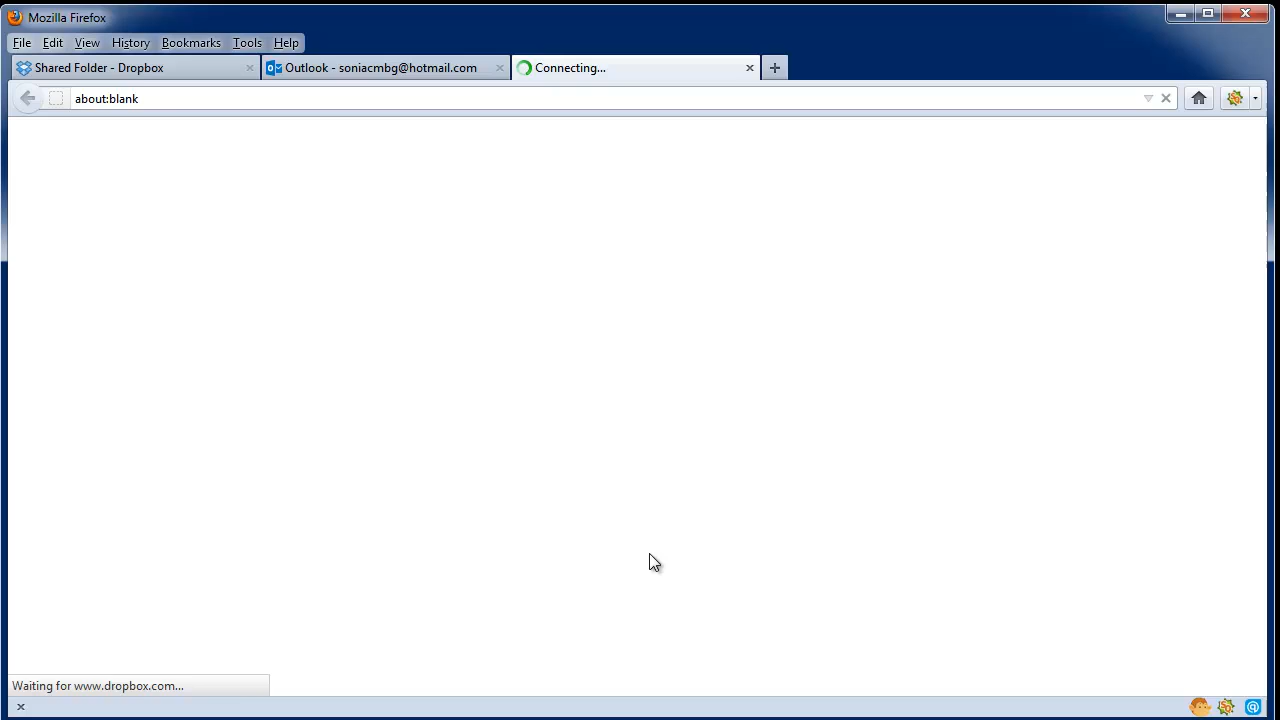 Mozilla Firefox
File Edit View History Bookmarks Tools Help
Shared Folder - Dropbox Outlook - soniacmbg@hotmail.com Connecting...
about:blank
Waiting for www.dropbox.com...